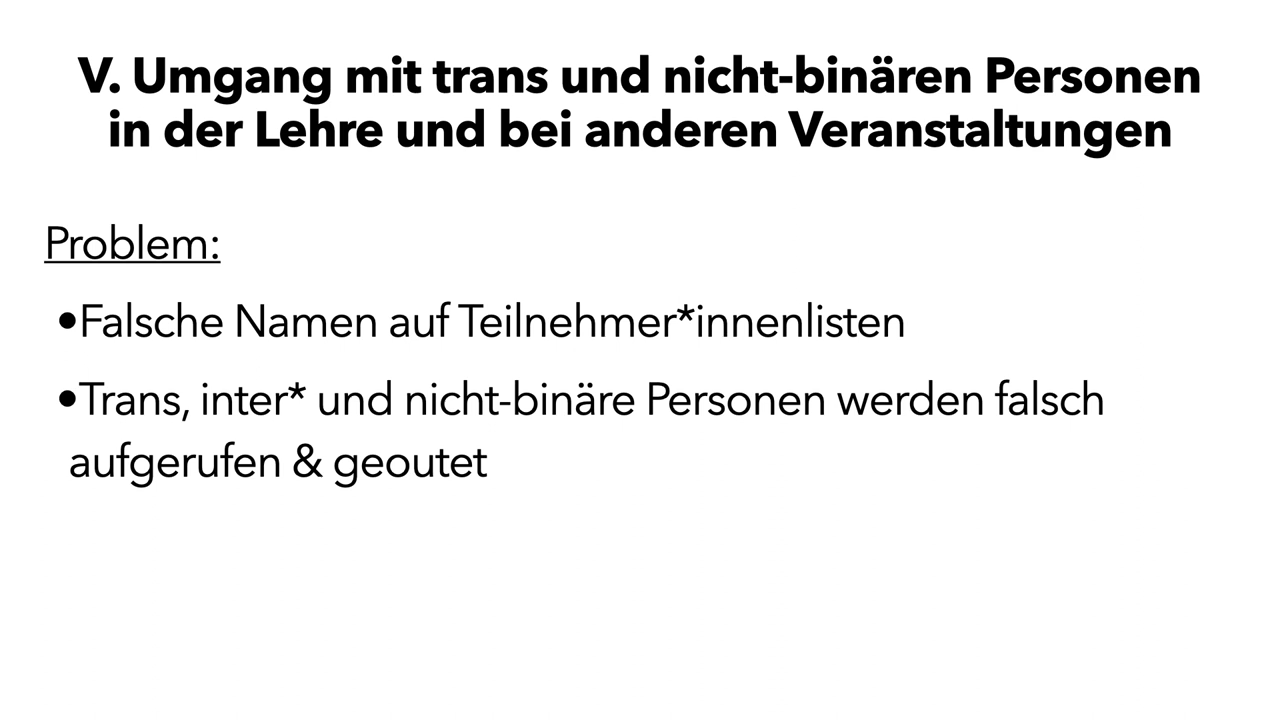 V. Umgang mit trans und nicht-binären Personen
in der Lehre und bei anderen Veranstaltungen
Problem:
•Falsche Namen auf Teilnehmer*innenlisten
•Trans, inter* und nicht-binäre Personen werden falsch
aufgerufen & geoutet